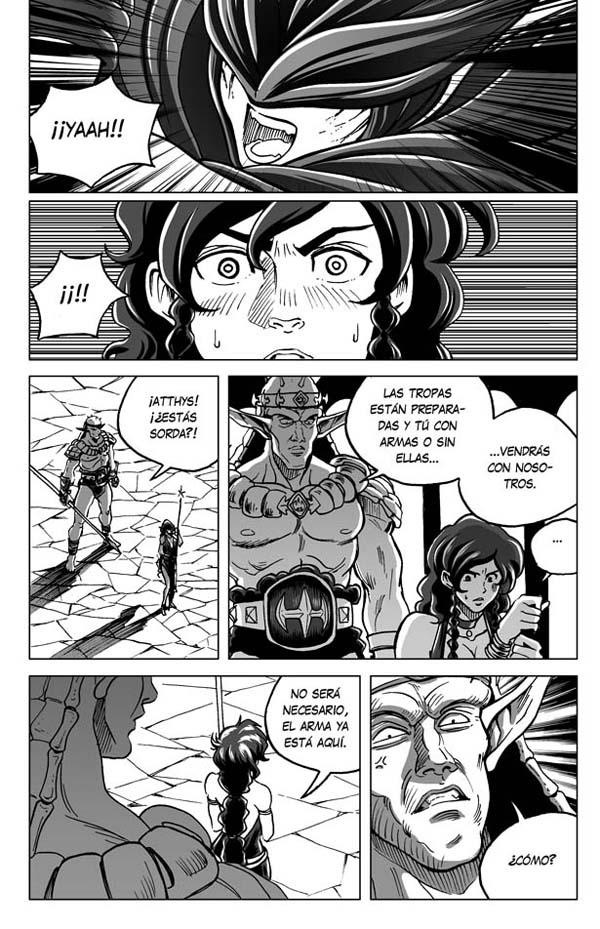 ¡¡YAAH!!
¡¡!!
¡ATTHYS!
¡¿ESTÁS
SORDA?!
LAS TROPAS
ESTÁN PREPARA-
DAS Y TÚ CON
ARMAS O SIN
ELLAS...
...VENDRÁS
CON NOSO-
TROS.
...
NO SERÁ
NECESARIO,
EL ARMA YA
ESTÁ AQUÍ.
¿CÓMO?